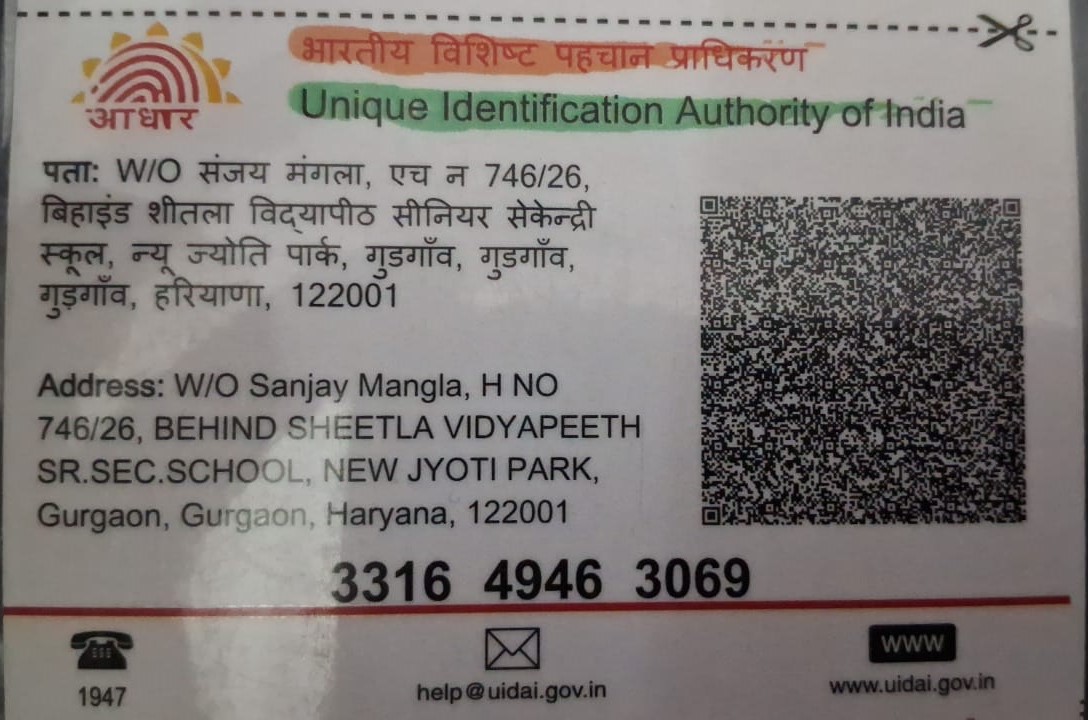 आधार
भारतीय विशिष्ट पहचान प्राधिकरण
Unique Identification Authority of India
पता: W/O संजय मंगला, एच न 746/26,
बिहाइंड शीतला विद्यापीठ सीनियर सेकेन्द्री
स्कूल, न्यू ज्योति पार्क, गुडगाँव, गुडगाँव,
गुड़गाँव, हरियाणा, 122001
Address: W/O Sanjay Mangla, H NO
746/26, BEHIND SHEETLA VIDYAPEETH
SR.SEC.SCHOOL, NEW JYOTI PARK,
Gurgaon, Gurgaon, Haryana, 122001
3316 4946 3069
1947
help@uidai.gov.in
www
www.uidai.gov.in